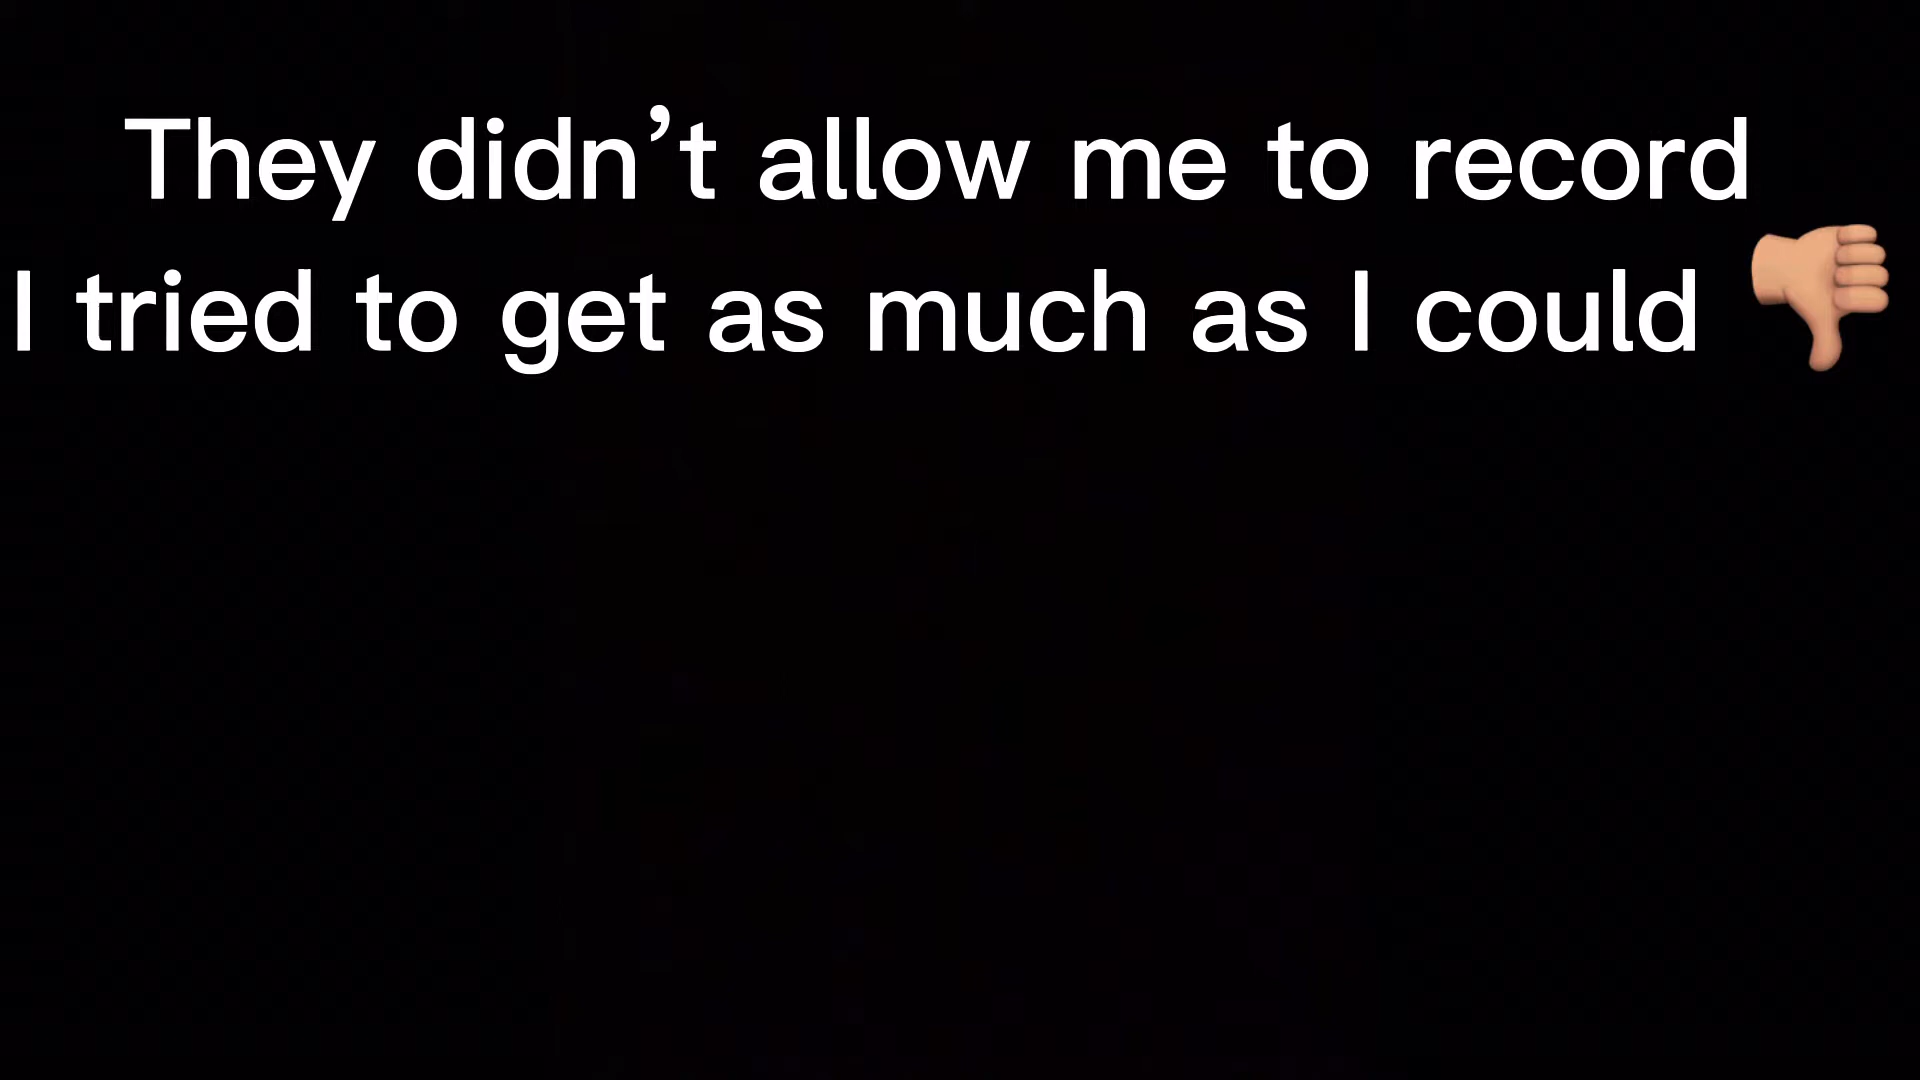 They didn’t allow me to record
I tried to get as much as I could 👎🏼